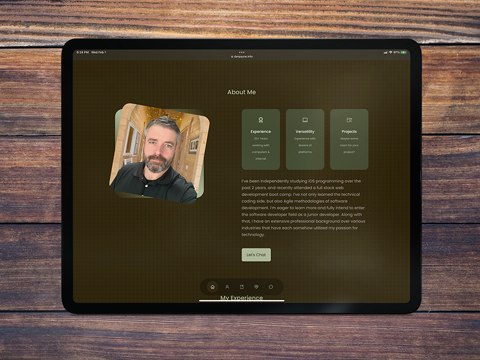 About Me
Experience
Versatility
Projects
I've been independently studying iOS programming over the
past 2 years, and recently attended a full stack web
development boot camp. I've not only learned the technical
coding side, but also Agile methodologies of software
development. I'm eager to learn more and fully intend to enter
the software developer field as a junior developer. Along with
that, I have an extensive professional background over various
industries that have each somehow utilized my passion for
technology.
Let's Chat
My Experience